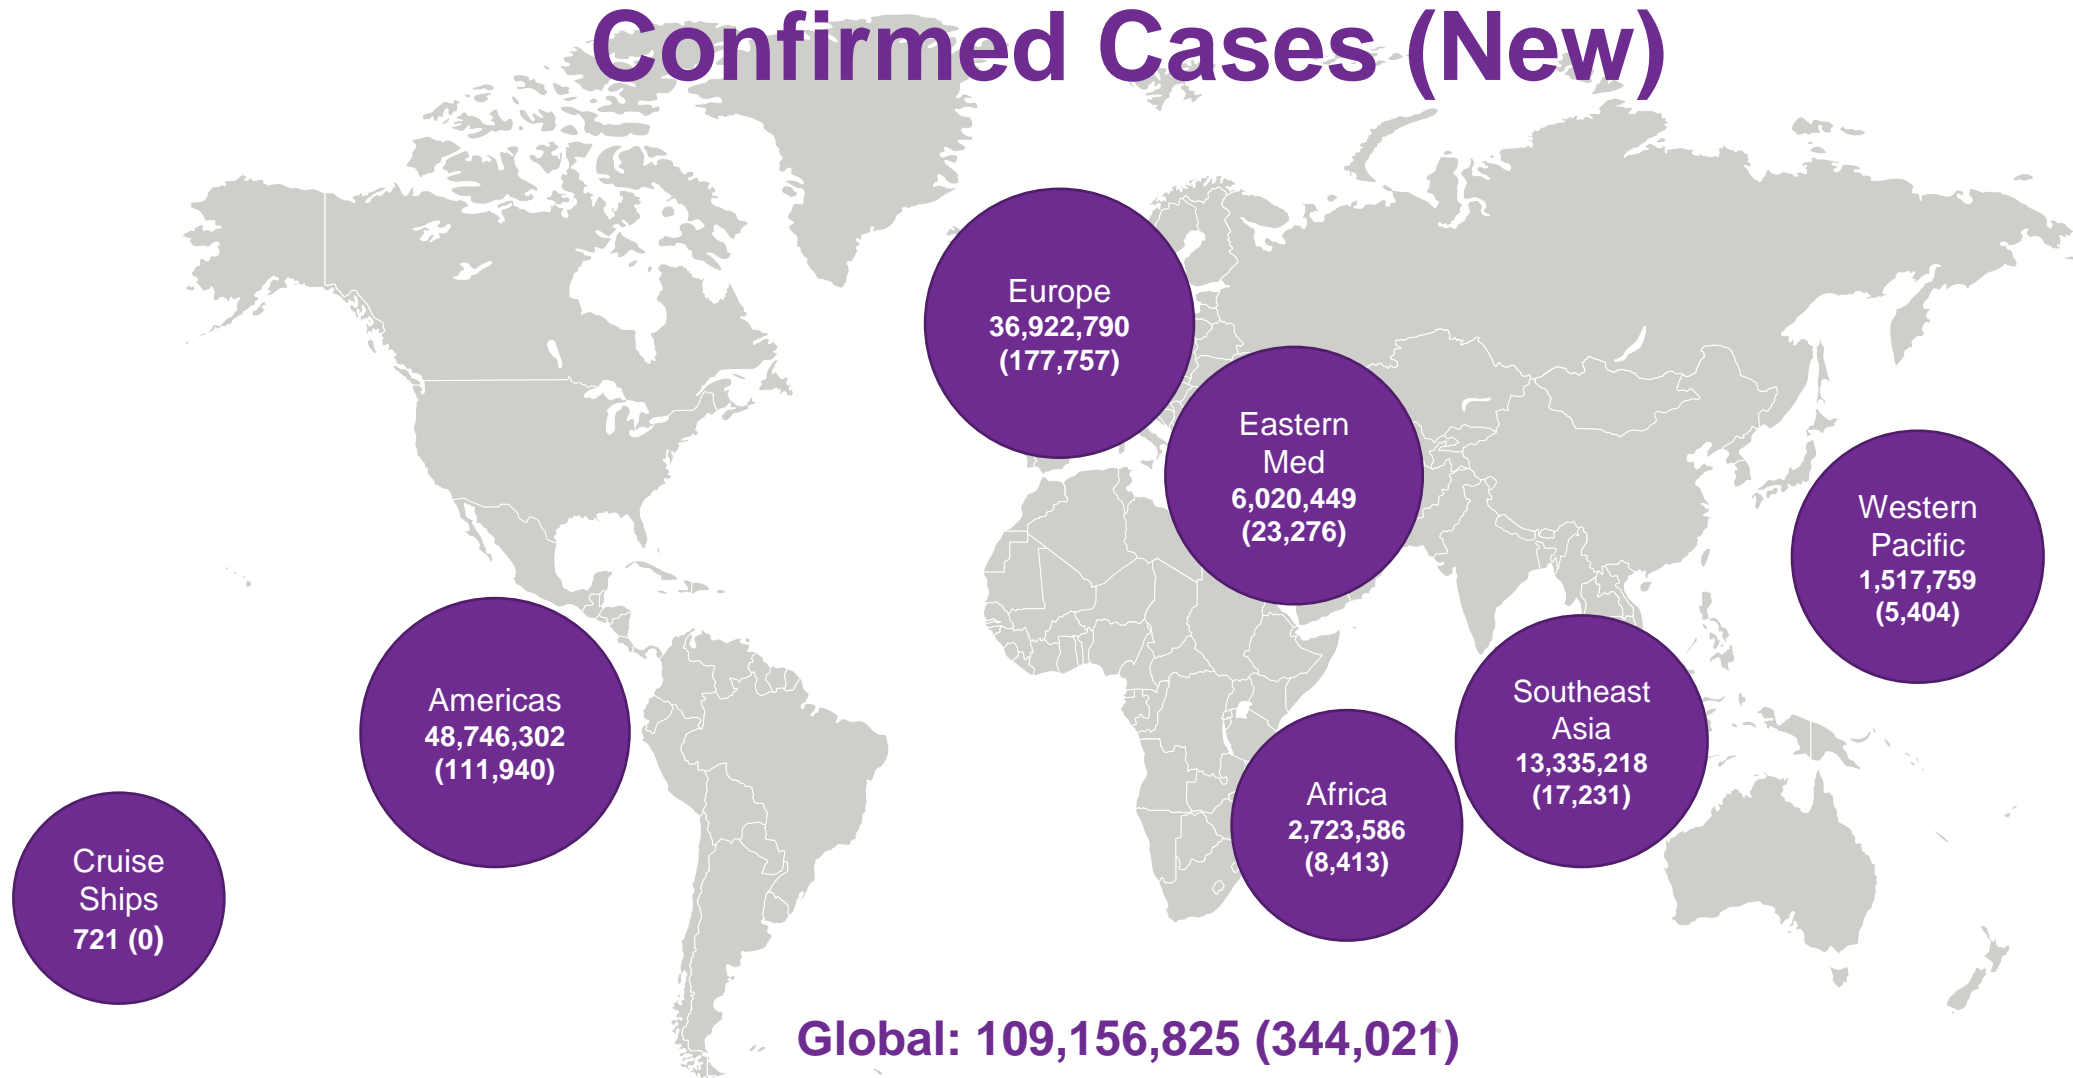 Confirmed Cases (New)
Europe
36,922,790
(177,757)
Eastern
Med
6,020,449
(23,276)
Western
Pacific
1,517,759
(5,404)
Americas
48,746,302
(111,940)
Southeast
Asia
13,335,218
(17,231)
Africa
2,723,586
(8,413)
Cruise
Ships
721 (0)
Global: 109,156,825 (344,021)